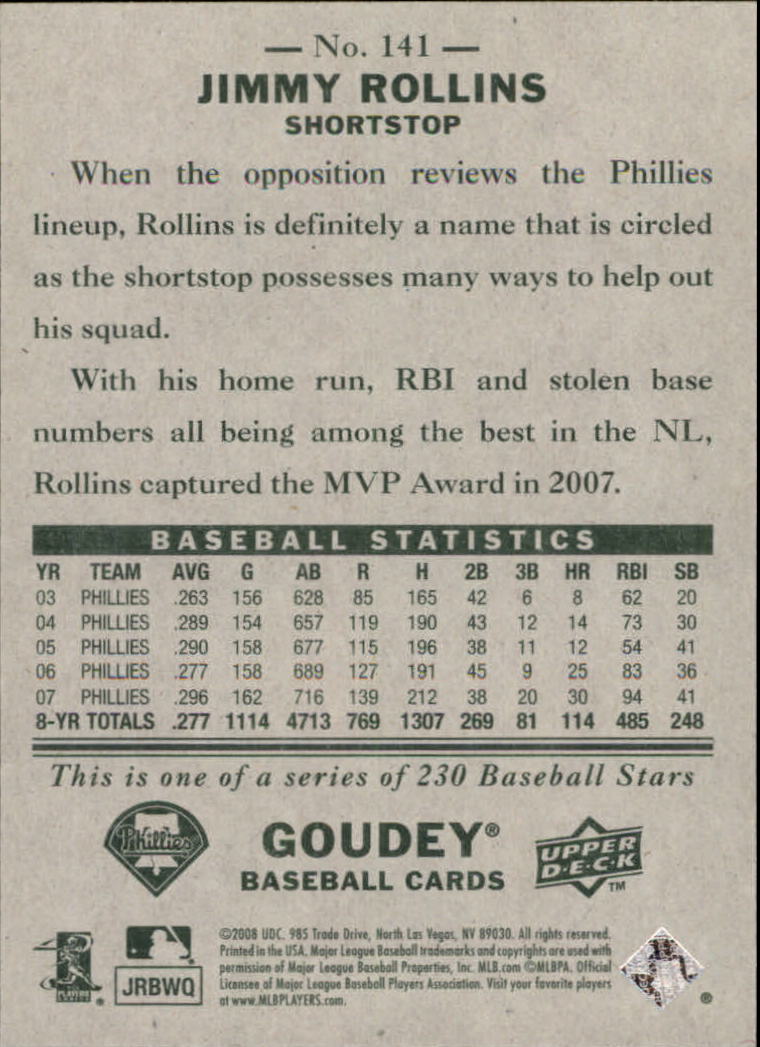 — No. 141 —
JIMMY ROLLINS
SHORTSTOP
When the opposition reviews the Phillies
lineup, Rollins is definitely a name that is circled
as the shortstop possesses many ways to help out
his squad.
With his home run, RBI and stolen base
numbers all being among the best in the NL,
Rollins captured the MVP Award in 2007.
BASEBALL STATISTICS
YR TEAM AVG G AB R H 2B 3B HR RBI SB
03 PHILLIES .263 156 628 85 165 42 6 8 62 20
04 PHILLIES .289 154 657 119 190 43 12 14 73 30
05 PHILLIES .290 158 677 115 196 38 11 12 54 41
06 PHILLIES .277 158 689 127 191 45 9 25 83 36
07 PHILLIES .296 162 716 139 212 38 20 30 94 41
8-YR TOTALS .277 1114 4713 769 1307 269 81 114 485 248
This is one of a series of 230 Baseball Stars
Phillies
GOUDEY®
BASEBALL CARDS
UPPER
D·E·C·K
™
PLAYERS
®
JRBWQ
©2008 UDC. 985 Trade Drive, North Las Vegas, NV 89030. All rights reserved.
Printed in the USA. Major League Baseball trademarks and copyrights are used with
permission of Major League Baseball Properties, Inc. MLB.com ©MLBPA. Official
Licensee of Major League Baseball Players Association. Visit your favorite players
at www.MLBPLAYERS.com.
®